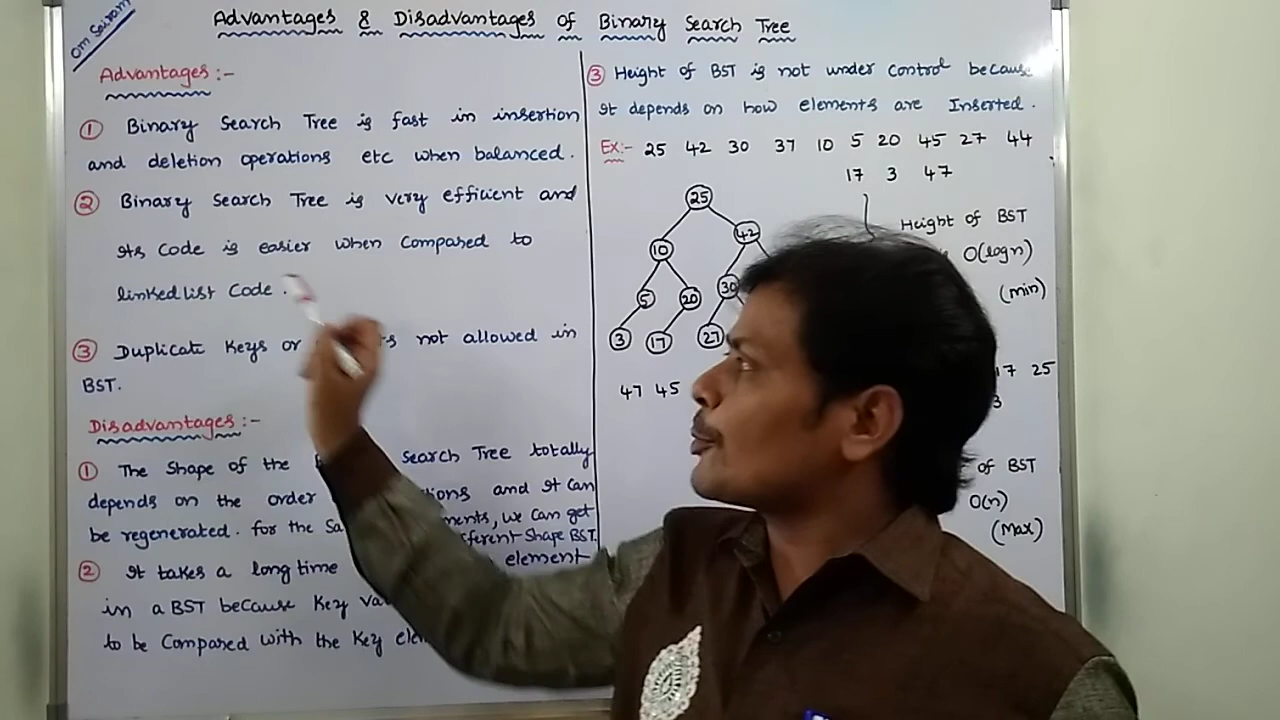 Om Sairam
Advantages & Disadvantages of Binary Search Tree
Advantages :-
① Binary Search Tree is fast in insertion
and deletion operations etc when balanced.
② Binary Search Tree is very efficient and
its code is easier when compared to
linked list code.
③ Duplicate keys or not allowed in
BST.
Disadvantages :-
① The shape of the Search Tree totally
depends on the order and it can
be regenerated. for the we can get
Shape BST.
② It takes a long time element
in a BST because key
to be compared with the key
③ Height of BST is not under control because
it depends on how elements are Inserted.
Ex:- 25 42 30 37 10 5 20 45 27 44
17 3 47
25
42
10
30
5
20
3
17
27
Height of BST
O(logn)
(min)
47 45
17 25
3
of BST
O(n)
(Max)